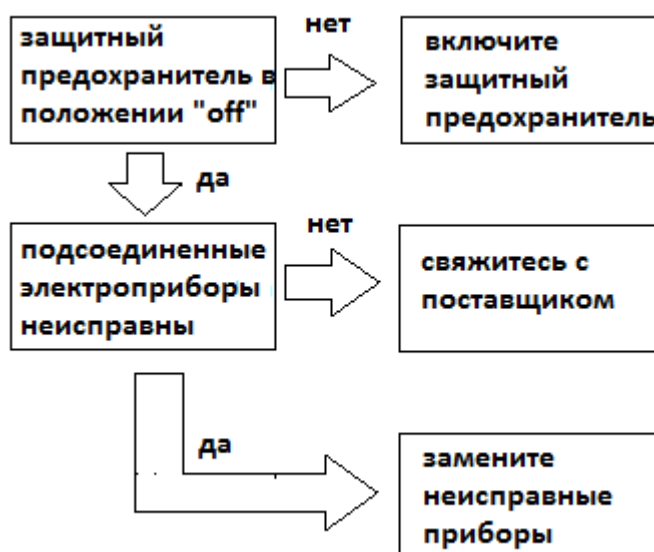 защитный
предохранитель в
положении "off"
нет
включите
защитный
предохранитель
да
подсоединенные
электроприборы
неисправны
нет
свяжитесь с
поставщиком
да
замените
неисправные
приборы